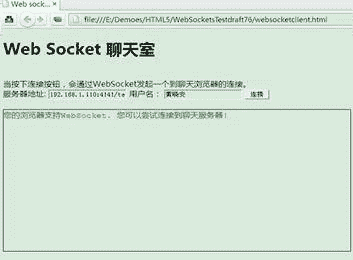 Web sock...
file:///E:/Demoes/HTML5/WebSocketsTestdraft76/websocketclient.html
Web Socket 聊天室
当按下连接按钮，会通过WebSocket发起一个到聊天浏览器的连接。
服务器地址: 192.168.1.110:4141/te 用户名： 黄晓安 连接
您的浏览器支持WebSocket. 您可以尝试连接到聊天服务器!